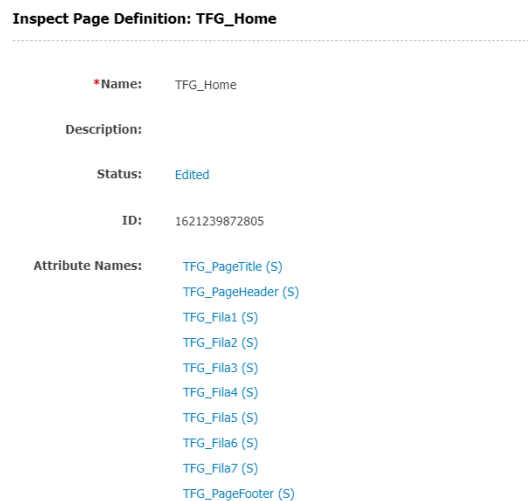 Inspect Page Definition: TFG_Home
*Name: TFG_Home
Description:
Status: Edited
ID: 1621239872805
Attribute Names: TFG_PageTitle (S)
TFG_PageHeader (S)
TFG_Fila1 (S)
TFG_Fila2 (S)
TFG_Fila3 (S)
TFG_Fila4 (S)
TFG_Fila5 (S)
TFG_Fila6 (S)
TFG_Fila7 (S)
TFG_PageFooter (S)